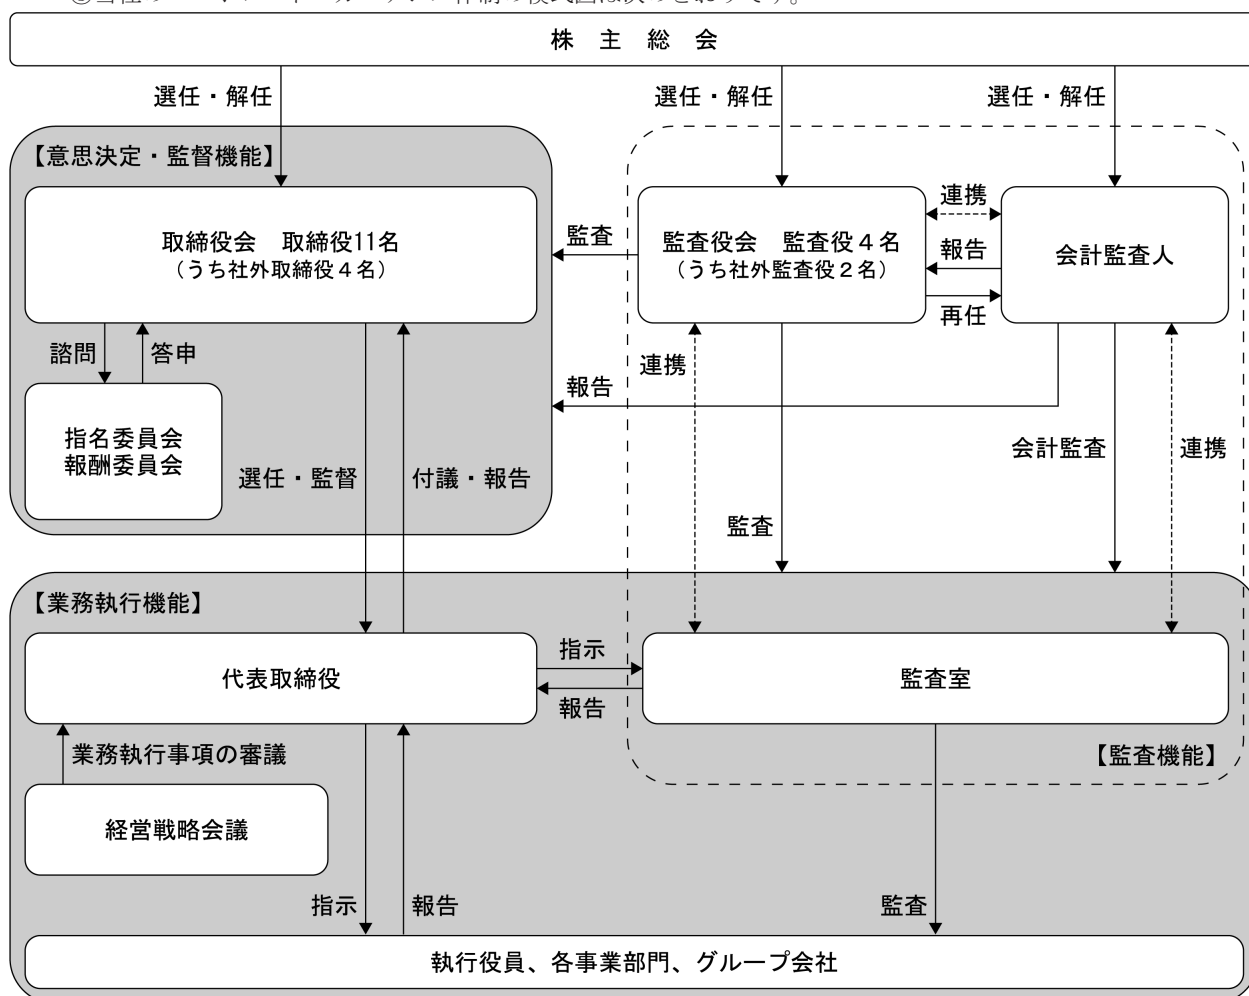 株 主 総 会
選任・解任
選任・解任
選任・解任
【意思決定・監督機能】
取締役会　取締役11名
（うち社外取締役４名）
監査
監査役会　監査役４名
（うち社外監査役２名）
連携
報告
再任
会計監査人
諮問
答申
連携
報告
指名委員会
報酬委員会
選任・監督
付議・報告
会計監査
連携
監査
【業務執行機能】
代表取締役
指示
報告
監査室
業務執行事項の審議
【監査機能】
経営戦略会議
指示
報告
監査
執行役員、各事業部門、グループ会社